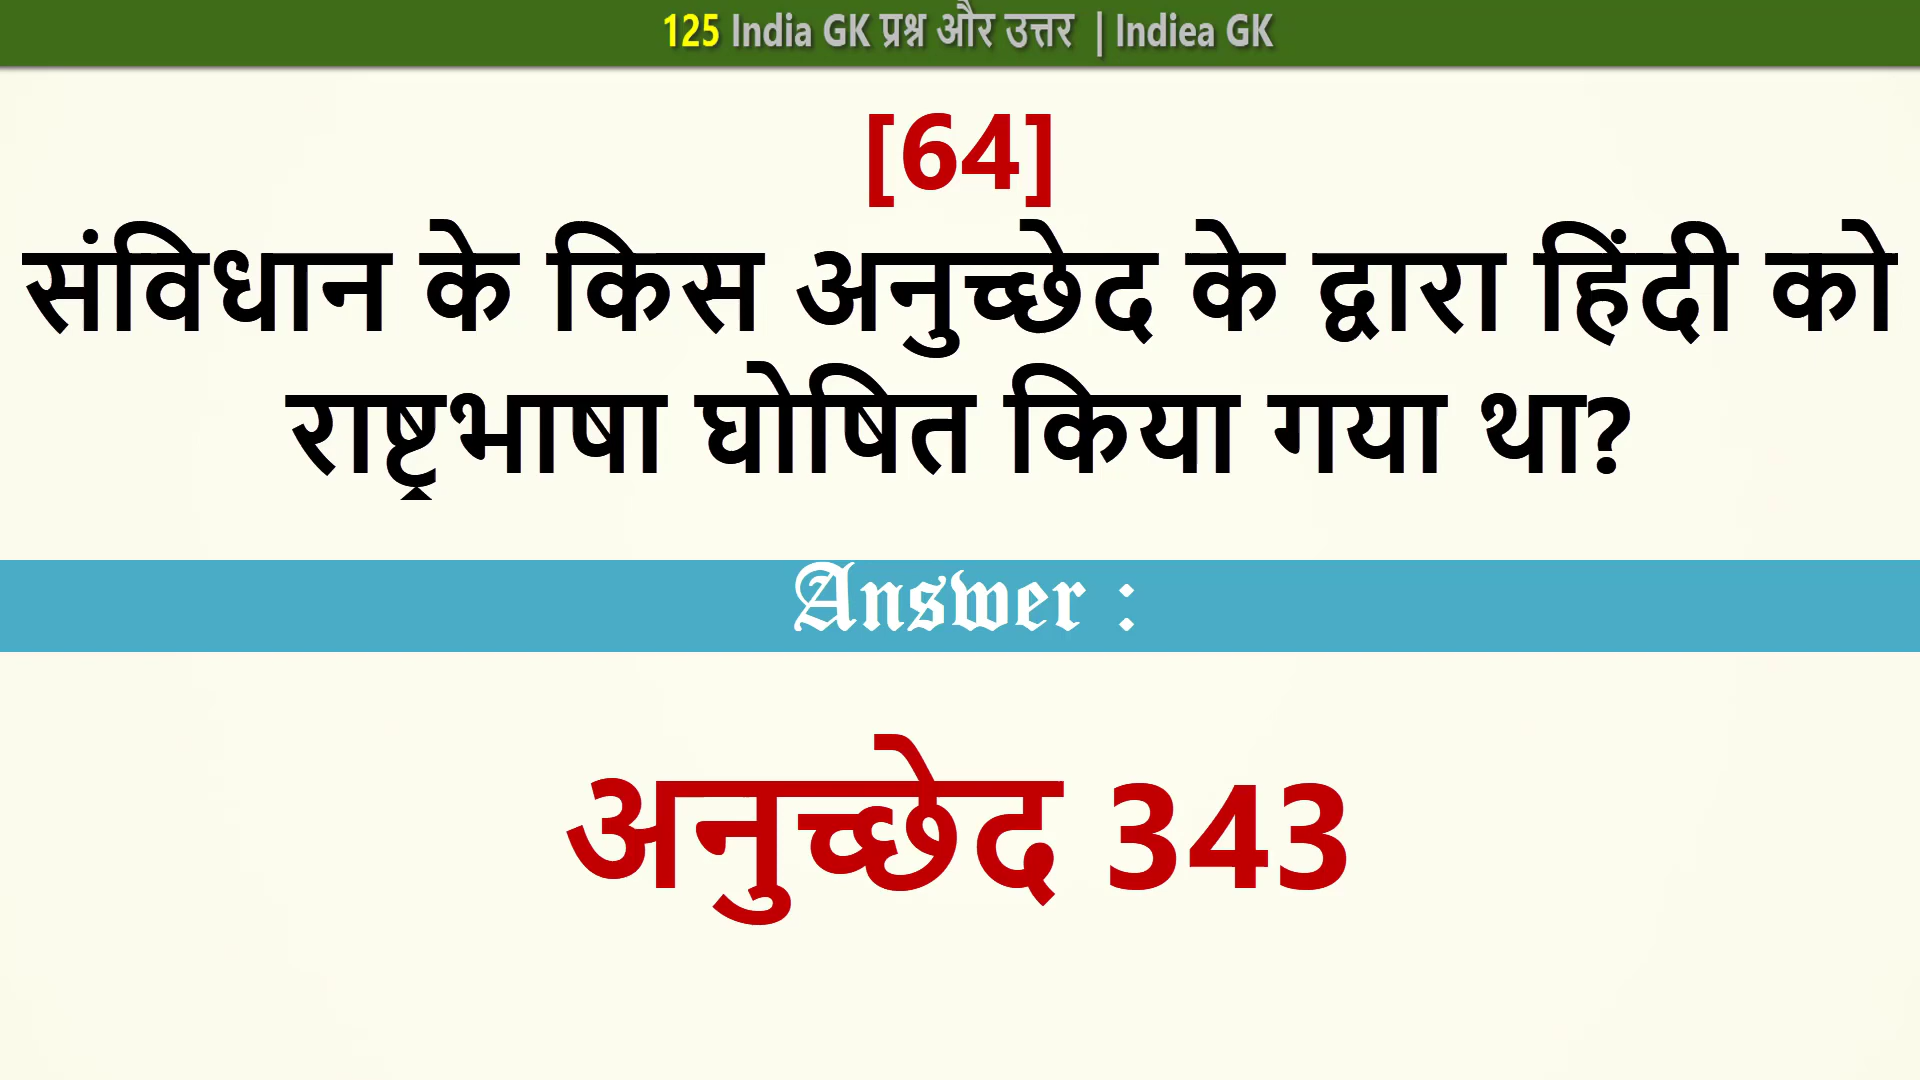 125 India GK प्रश्न और उत्तर | Indiea GK
[64]
संविधान के किस अनुच्छेद के द्वारा हिंदी को
राष्ट्रभाषा घोषित किया गया था?
Answer :
अनुच्छेद 343